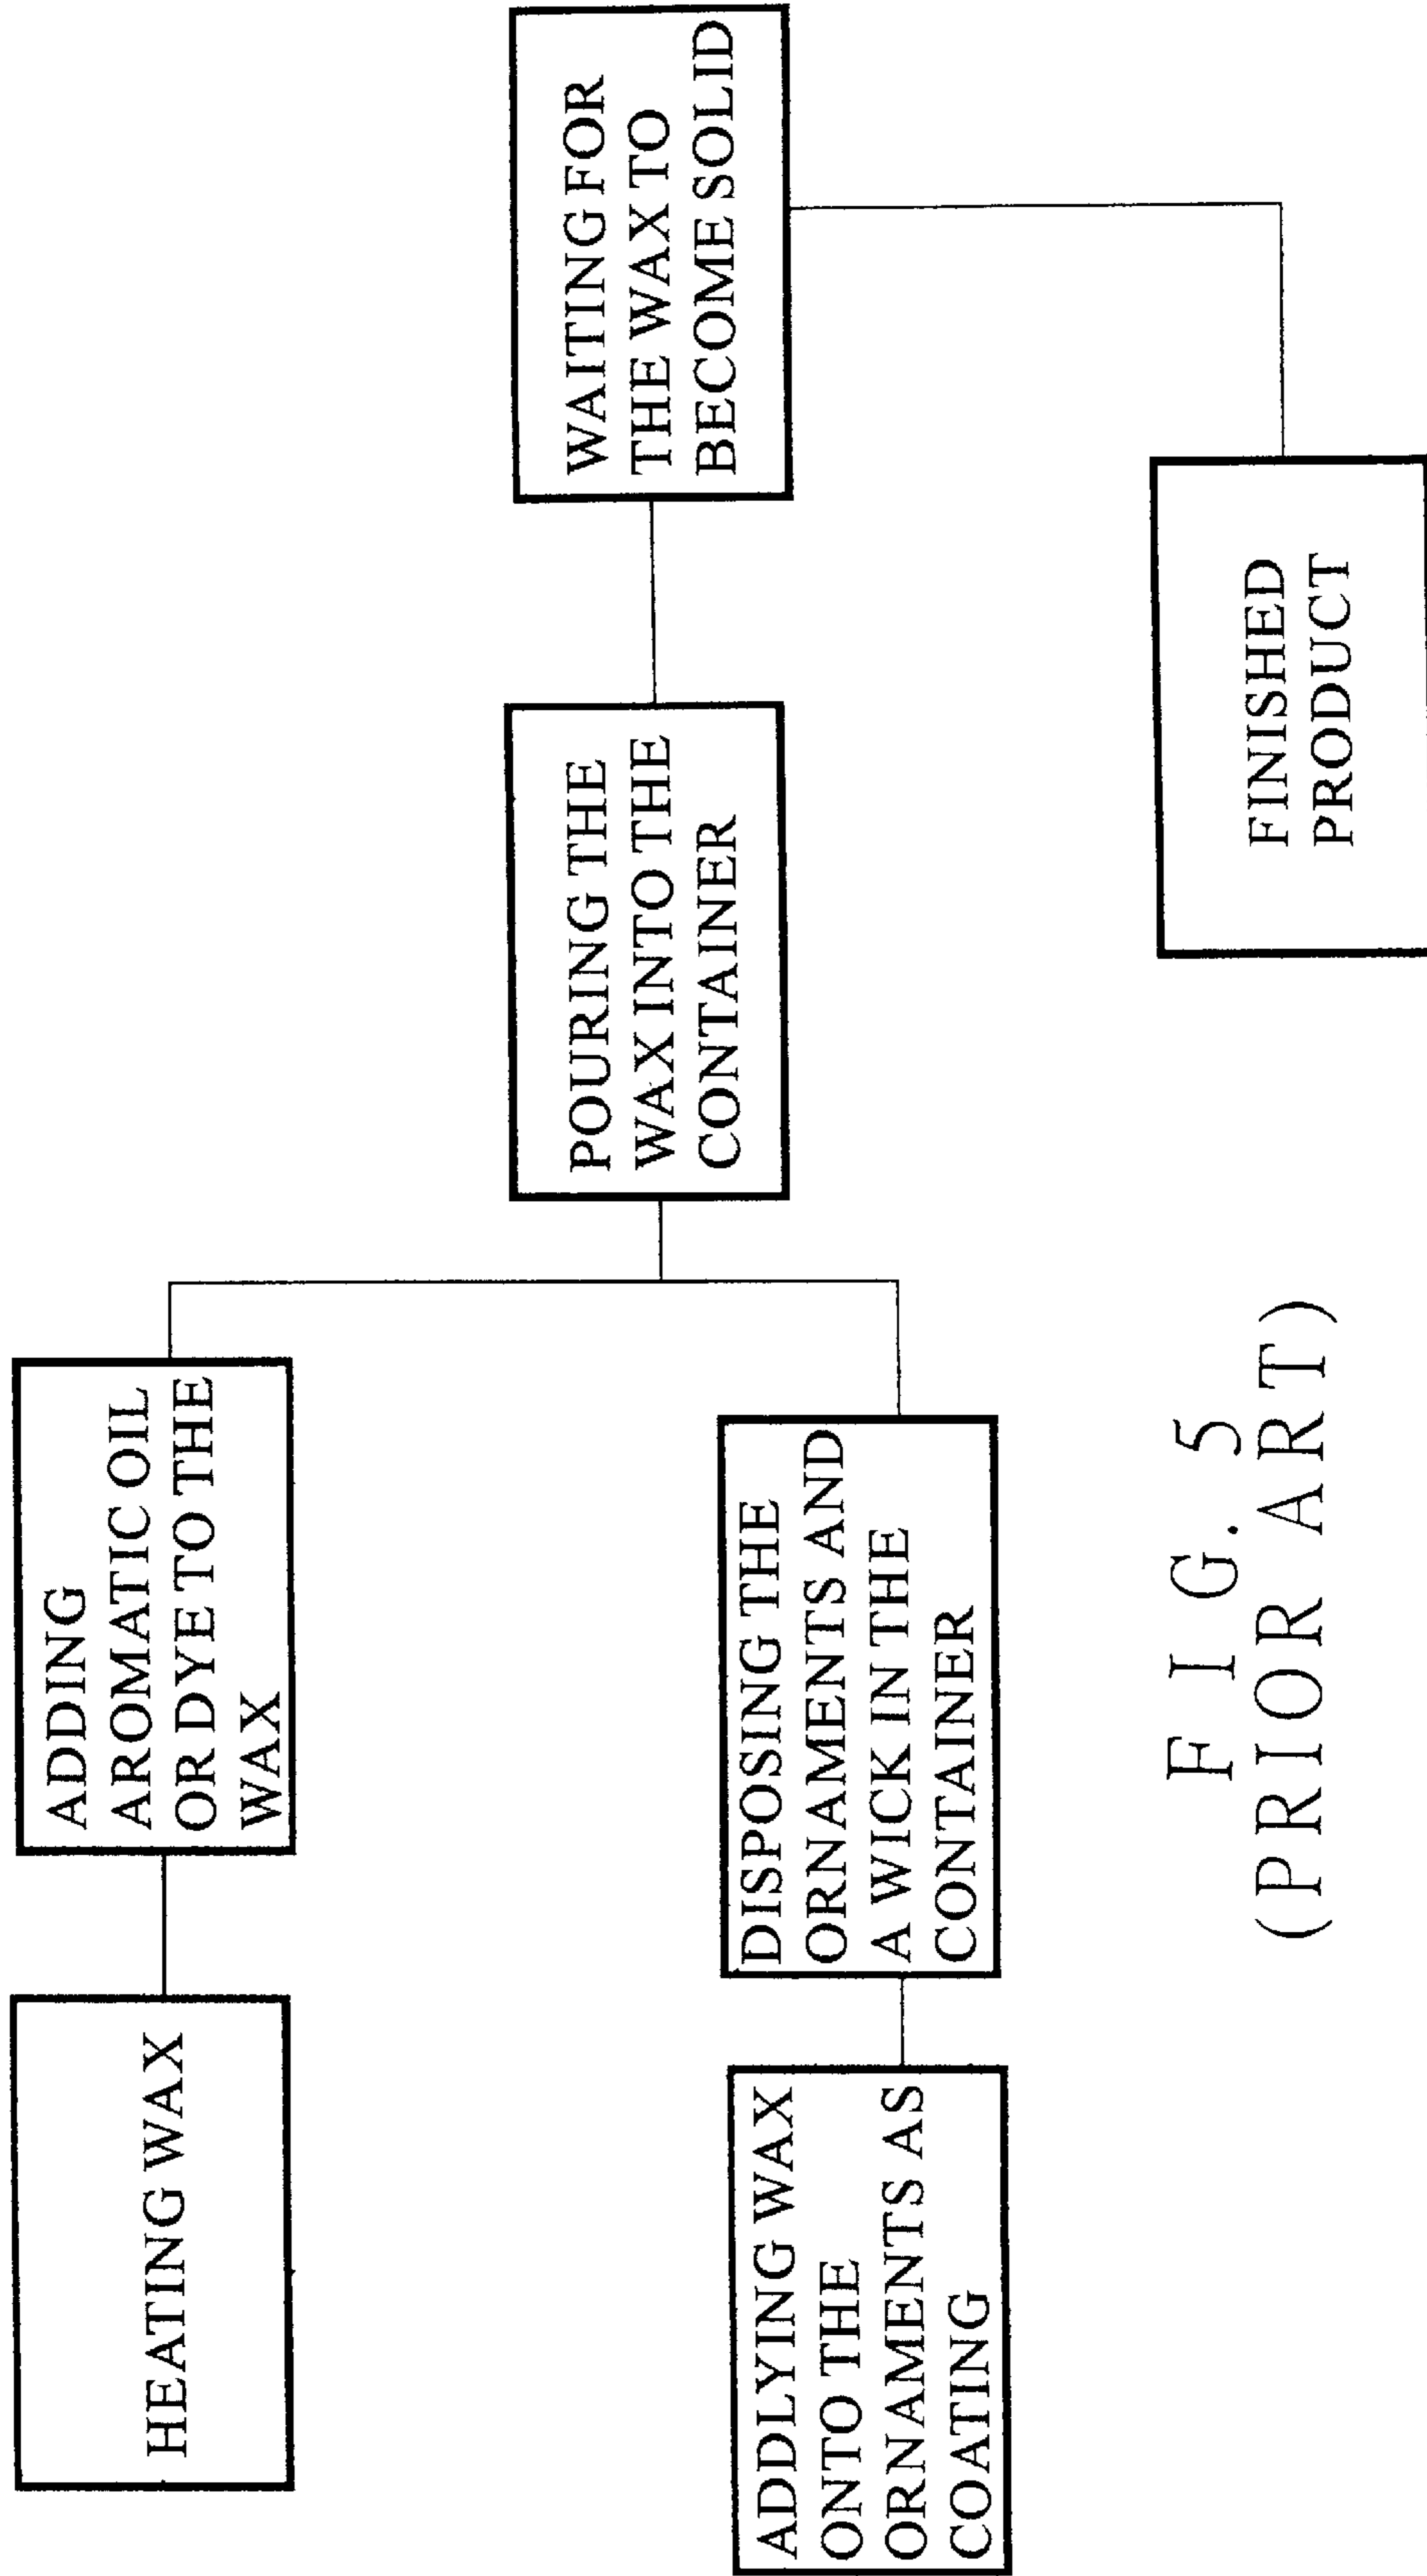 HEATING WAX
ADDING
AROMATIC OIL
OR DYE TO THE
WAX
ADDLYING WAX
ONTO THE
ORNAMENTS AS
COATING
DISPOSING THE
ORNAMENTS AND
A WICK IN THE
CONTAINER
POURING THE
WAX INTO THE
CONTAINER
WAITING FOR
THE WAX TO
BECOME SOLID
FINISHED
PRODUCT
FIG. 5
(PRIOR ART)